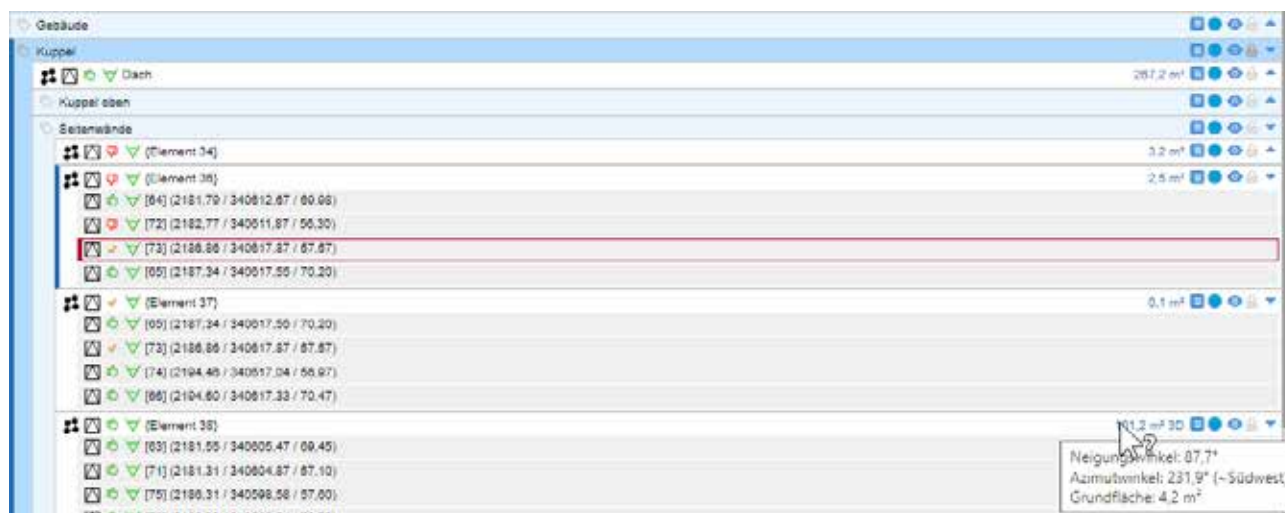 Gebäude
Kuppel
Dach 267,2 m²
Kuppel oben
Seitenwände
{Element 34} 3,2 m²
{Element 36} 2,5 m²
[64] (2181,79 / 340612,67 / 69,98)
[72] (2182,77 / 340611,87 / 56,30)
[73] (2186,86 / 340617,87 / 67,67)
[65] (2187,34 / 340617,56 / 70,20)
{Element 37} 0,1 m²
[65] (2187,34 / 340617,56 / 70,20)
[73] (2186,86 / 340617,87 / 67,67)
[74] (2194,46 / 340617,04 / 56,97)
[66] (2194,60 / 340617,33 / 70,47)
{Element 38} 101,2 m² 3D
[63] (2181,55 / 340605,47 / 69,45)
[71] (2181,31 / 340604,87 / 67,10)
[75] (2186,31 / 340598,58 / 57,60)
Neigungswinkel: 87,7°
Azimutwinkel: 231,9° (~Südwest
Grundfläche: 4,2 m²